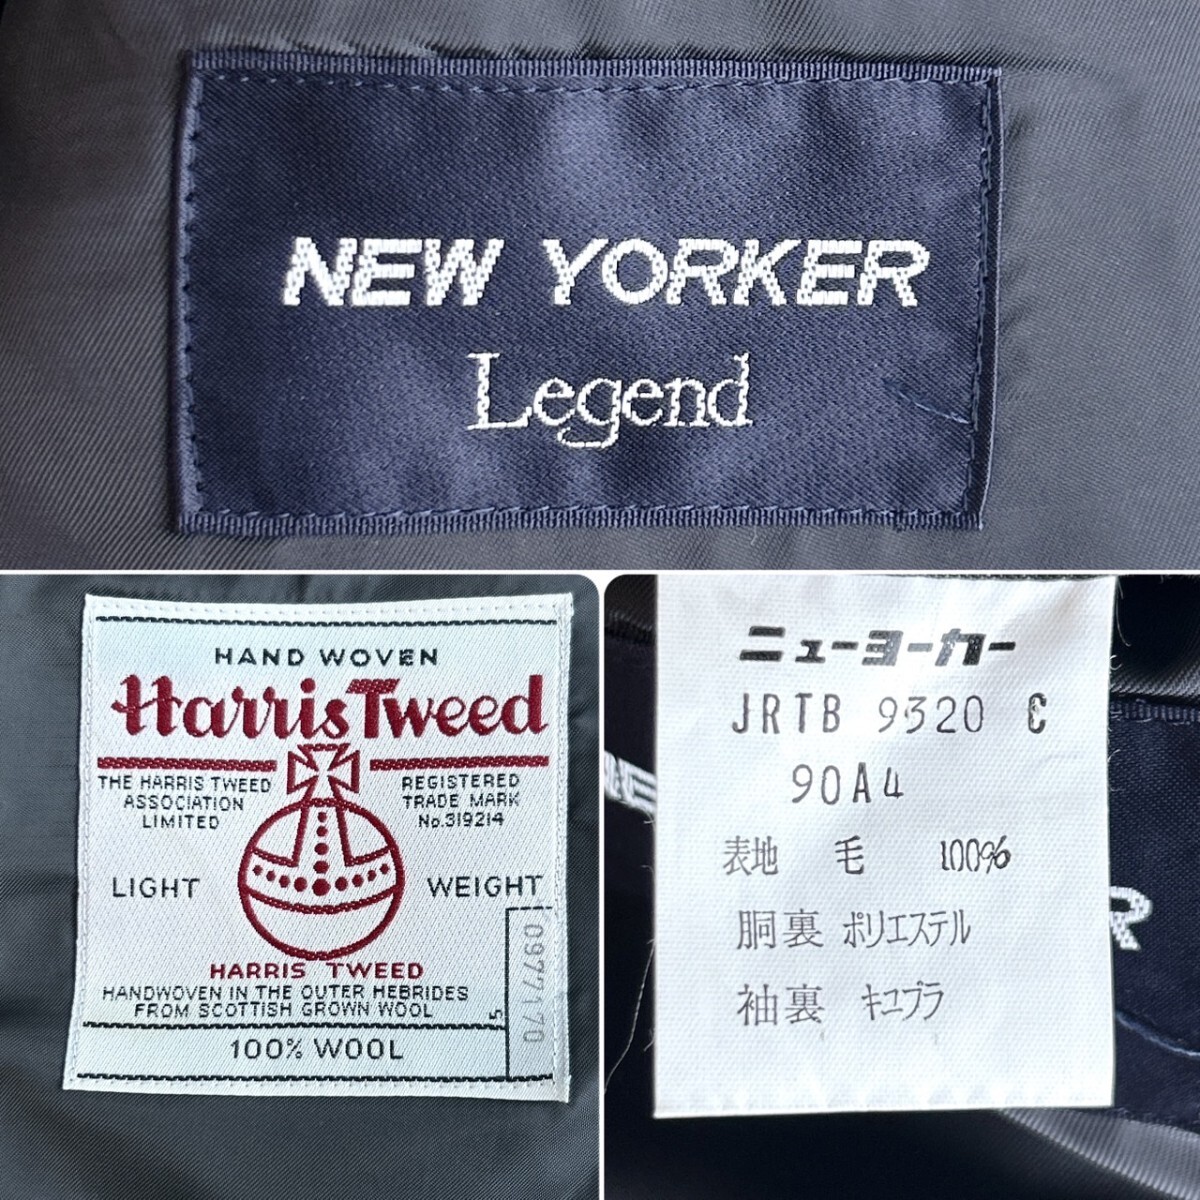 NEW YORKER
Legend
HAND WOVEN
Harris Tweed
THE HARRIS TWEED
ASSOCIATION
LIMITED
REGISTERED
TRADE MARK
No.319214
LIGHT WEIGHT
HARRIS TWEED
HANDWOVEN IN THE OUTER HEBRIDES
FROM SCOTTISH GROWN WOOL
100% WOOL
5
0977170
ニューヨーカー
JRTB 9320 C
90A4
表地 毛 100%
胴裏 ポリエステル
袖裏 キュプラ
NE
R